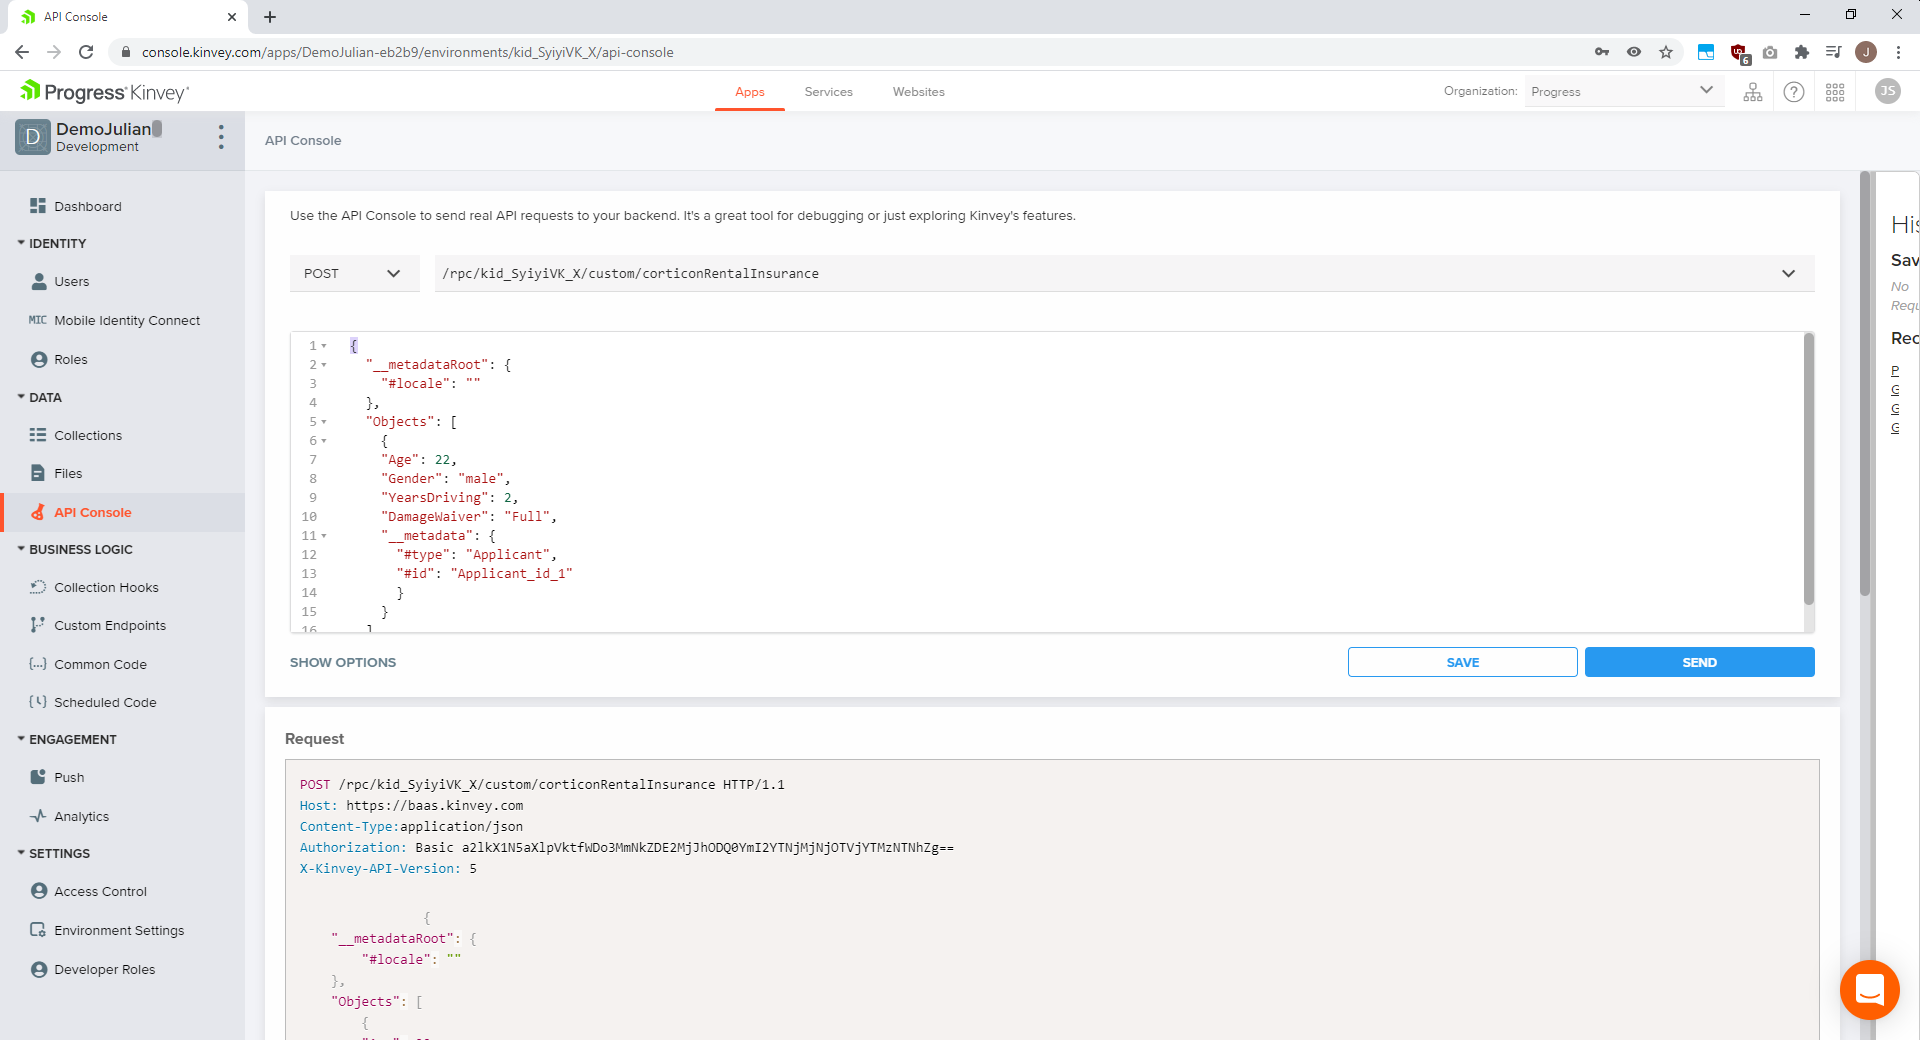 API Console
console.kinvey.com/apps/DemoJulian-eb2b9/environments/kid_SyiyiVK_X/api-console
6
J
Progress Kinvey
Apps
Services
Websites
Organization:
Progress
JS
D
DemoJulian
Development
API Console
Dashboard
IDENTITY
Users
MIC Mobile Identity Connect
Roles
DATA
Collections
Files
API Console
BUSINESS LOGIC
Collection Hooks
Custom Endpoints
{...} Common Code
Scheduled Code
ENGAGEMENT
Push
Analytics
SETTINGS
Access Control
Environment Settings
Developer Roles
Use the API Console to send real API requests to your backend. It's a great tool for debugging or just exploring Kinvey's features.
POST
/rpc/kid_SyiyiVK_X/custom/corticonRentalInsurance
1 {
2 "__metadataRoot": {
3 "#locale": ""
4 },
5 "Objects": [
6 {
7 "Age": 22,
8 "Gender": "male",
9 "YearsDriving": 2,
10 "DamageWaiver": "Full",
11 "__metadata": {
12 "#type": "Applicant",
13 "#id": "Applicant_id_1"
14 }
15 }
16 ]
SHOW OPTIONS
SAVE
SEND
Request
POST /rpc/kid_SyiyiVK_X/custom/corticonRentalInsurance HTTP/1.1
Host: https://baas.kinvey.com
Content-Type:application/json
Authorization: Basic a2lkX1N5aXlpVktfWDo3MmNkZDE2MjJhODQ0YmI2YTNjMjNjOTVjYTMzNTNhZg==
X-Kinvey-API-Version: 5
{
"__metadataRoot": {
"#locale": ""
},
"Objects": [
{
His
Sav
No
Requ
Rec
P
G
G
G